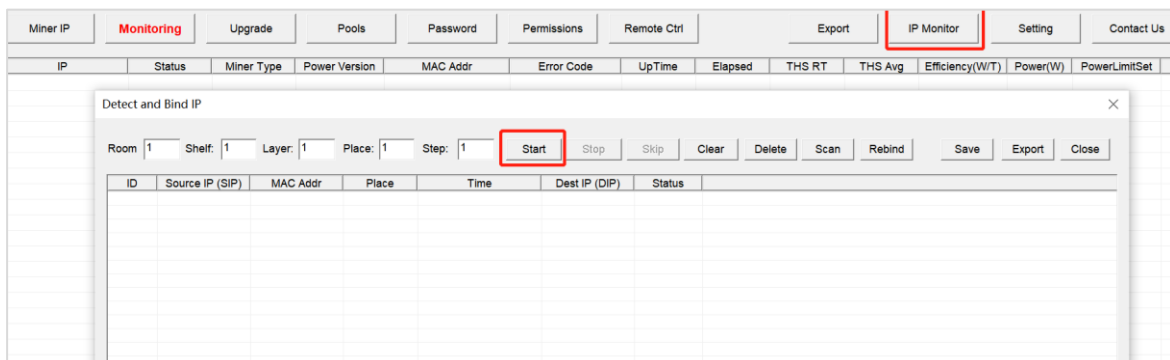 Miner IP Monitoring Upgrade Pools Password Permissions Remote Ctrl Export IP Monitor Setting Contact Us
IP Status Miner Type Power Version MAC Addr Error Code UpTime Elapsed THS RT THS Avg Efficiency(W/T) Power(W) PowerLimitSet
Detect and Bind IP
Room 1 Shelf: 1 Layer: 1 Place: 1 Step: 1 Start Stop Skip Clear Delete Scan Rebind Save Export Close
ID Source IP (SIP) MAC Addr Place Time Dest IP (DIP) Status